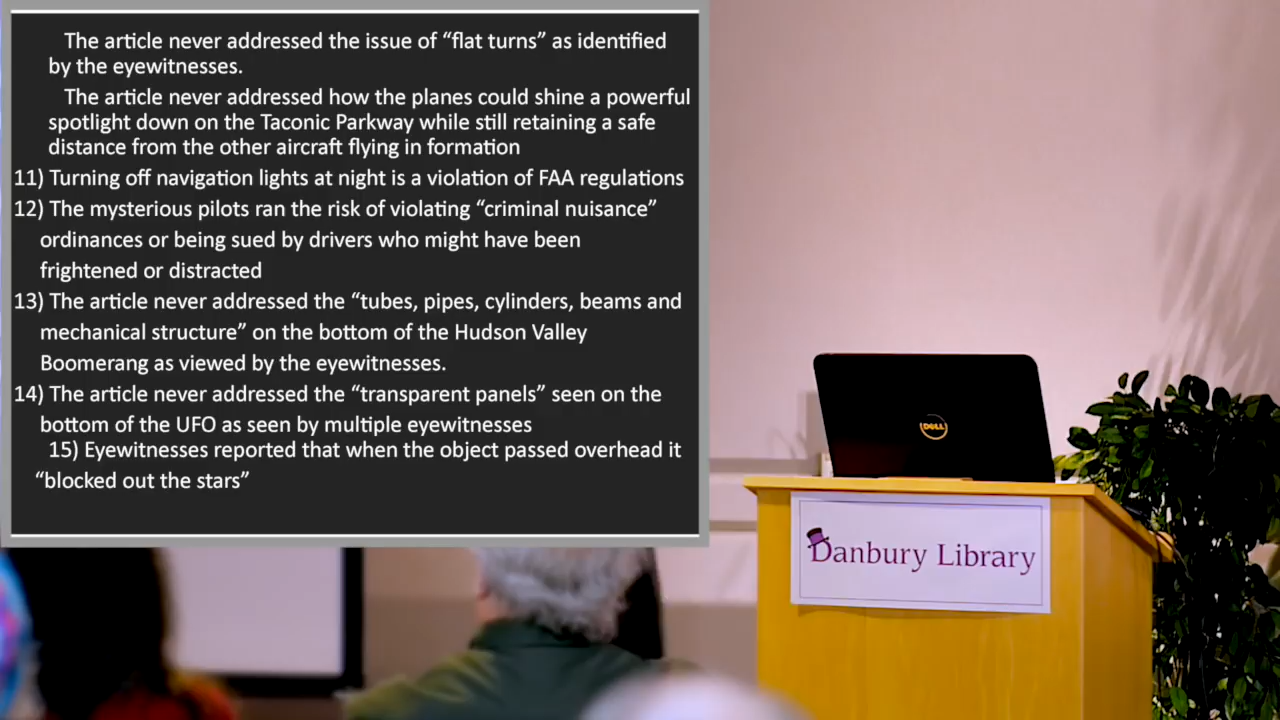 The article never addressed the issue of “flat turns” as identified
by the eyewitnesses.
The article never addressed how the planes could shine a powerful
spotlight down on the Taconic Parkway while still retaining a safe
distance from the other aircraft flying in formation
11) Turning off navigation lights at night is a violation of FAA regulations
12) The mysterious pilots ran the risk of violating “criminal nuisance”
ordinances or being sued by drivers who might have been
frightened or distracted
13) The article never addressed the “tubes, pipes, cylinders, beams and
mechanical structure” on the bottom of the Hudson Valley
Boomerang as viewed by the eyewitnesses.
14) The article never addressed the “transparent panels” seen on the
bottom of the UFO as seen by multiple eyewitnesses
15) Eyewitnesses reported that when the object passed overhead it
“blocked out the stars”
DELL
Danbury Library